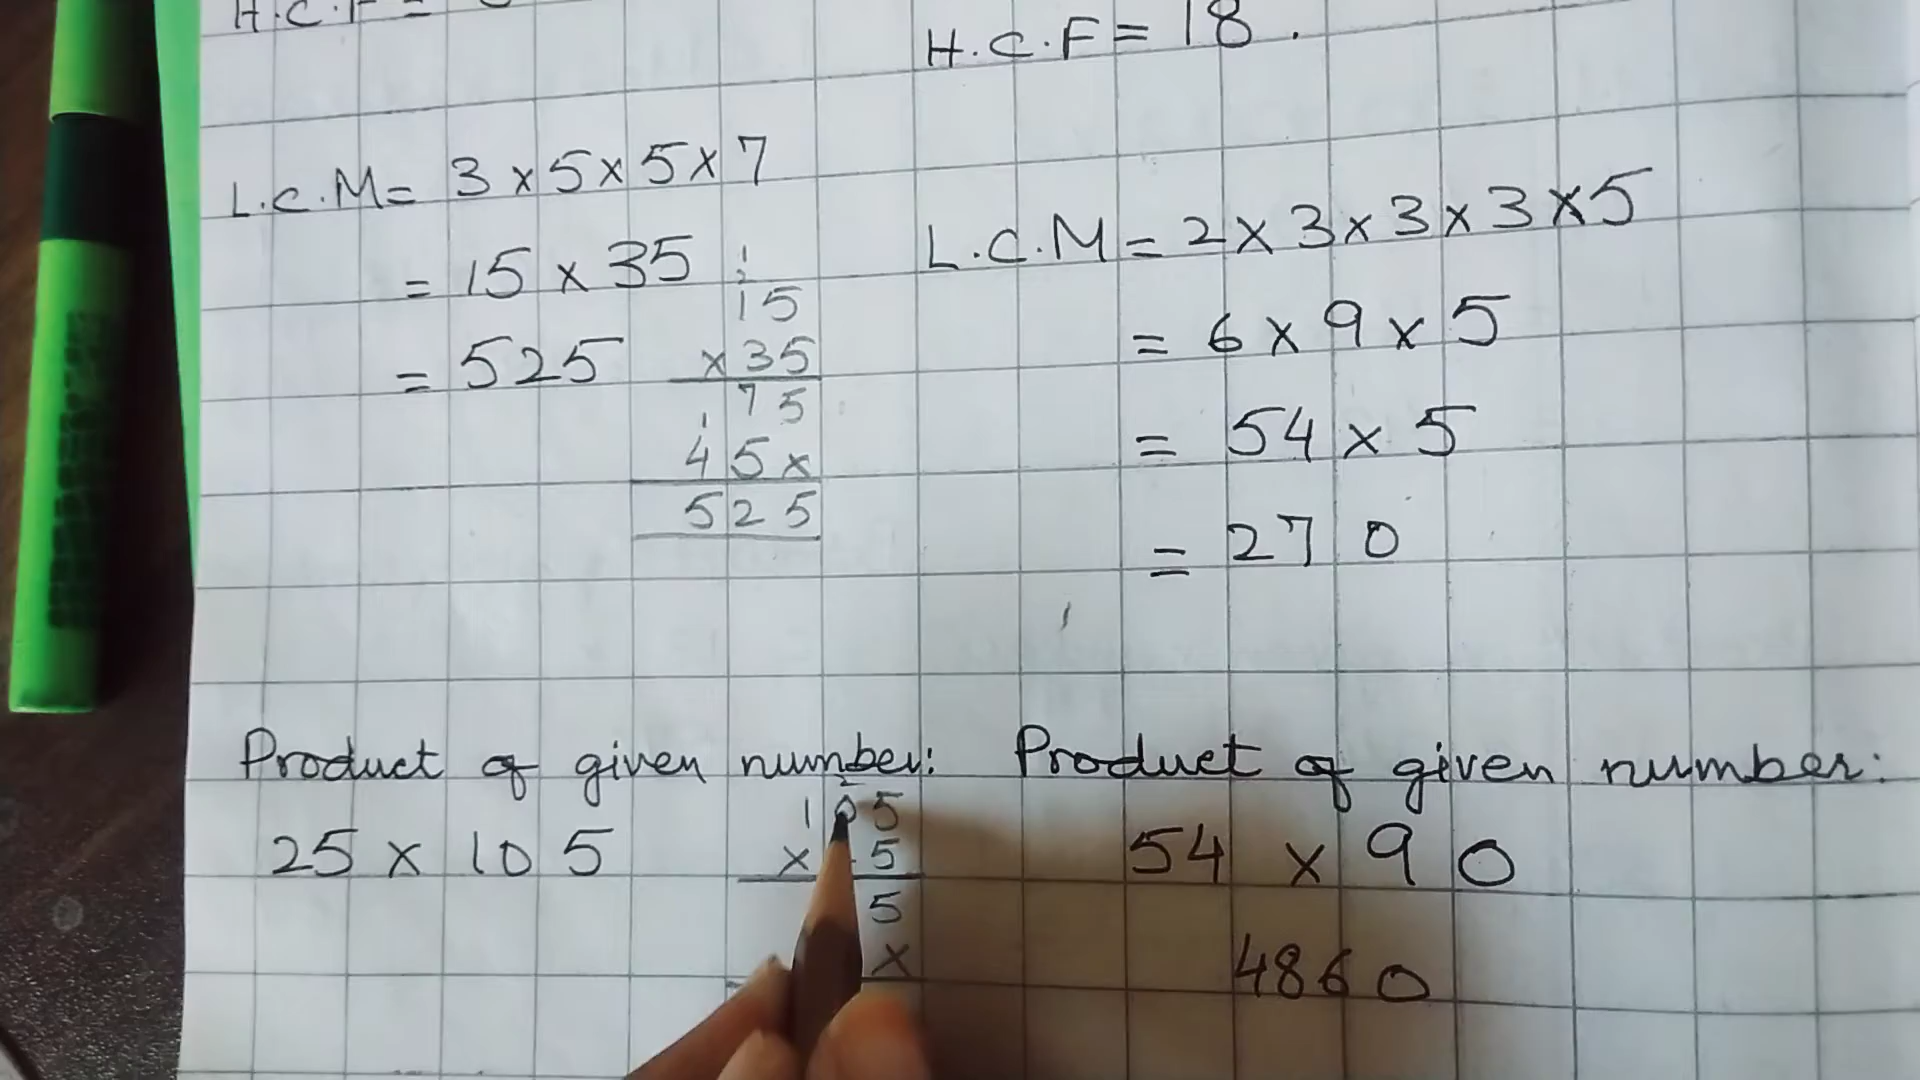 H.C.F =
L.C.M = 3 x 5 x 5 x 7
= 15 x 35
= 525
15
x 35
75
45x
525
Product of given number:
25 x 105
105
x 5
5
x
H.C.F = 18.
L.C.M = 2 x 3 x 3 x 3 x 5
= 6 x 9 x 5
= 54 x 5
= 270
Product of given number:
54 x 90
4860